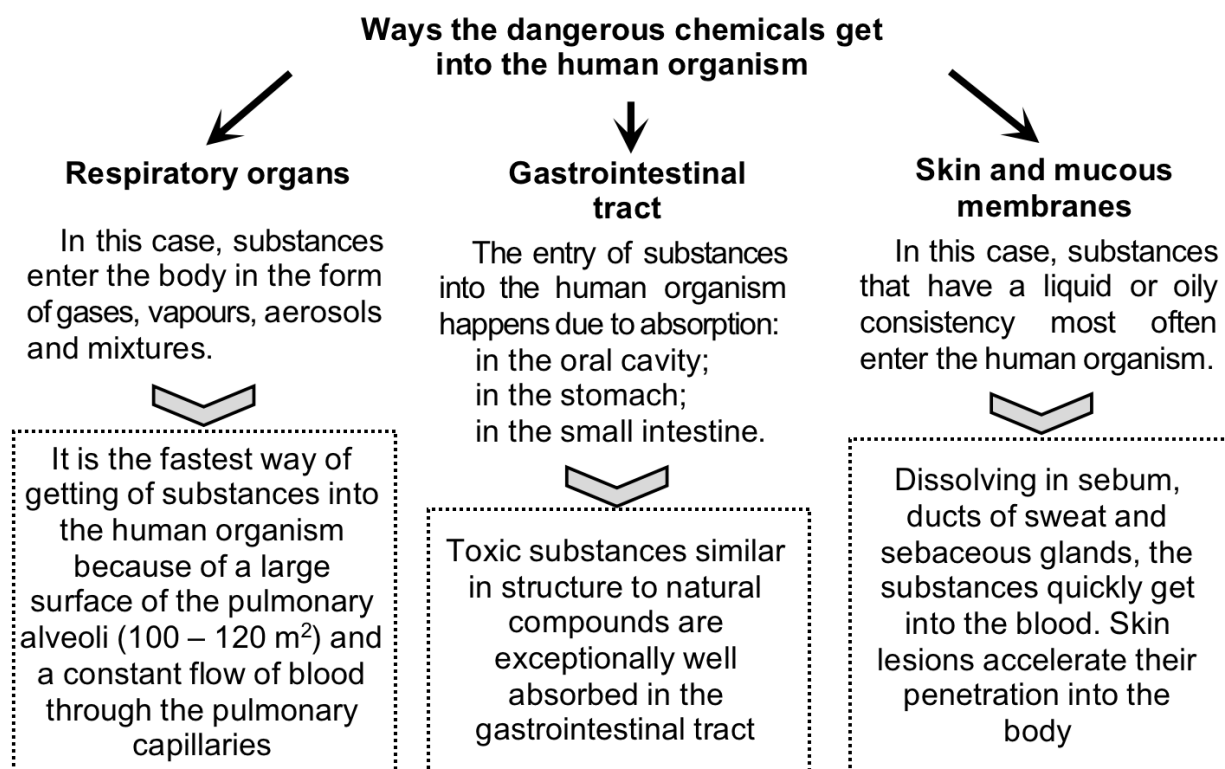 Ways the dangerous chemicals get
into the human organism
Respiratory organs
In this case, substances
enter the body in the form
of gases, vapours, aerosols
and mixtures.
It is the fastest way of
getting of substances into
the human organism
because of a large
surface of the pulmonary
alveoli (100 – 120 m²) and
a constant flow of blood
through the pulmonary
capillaries
Gastrointestinal
tract
The entry of substances
into the human organism
happens due to absorption:
in the oral cavity;
in the stomach;
in the small intestine.
Toxic substances similar
in structure to natural
compounds are
exceptionally well
absorbed in the
gastrointestinal tract
Skin and mucous
membranes
In this case, substances
that have a liquid or oily
consistency most often
enter the human organism.
Dissolving in sebum,
ducts of sweat and
sebaceous glands, the
substances quickly get
into the blood. Skin
lesions accelerate their
penetration into the
body